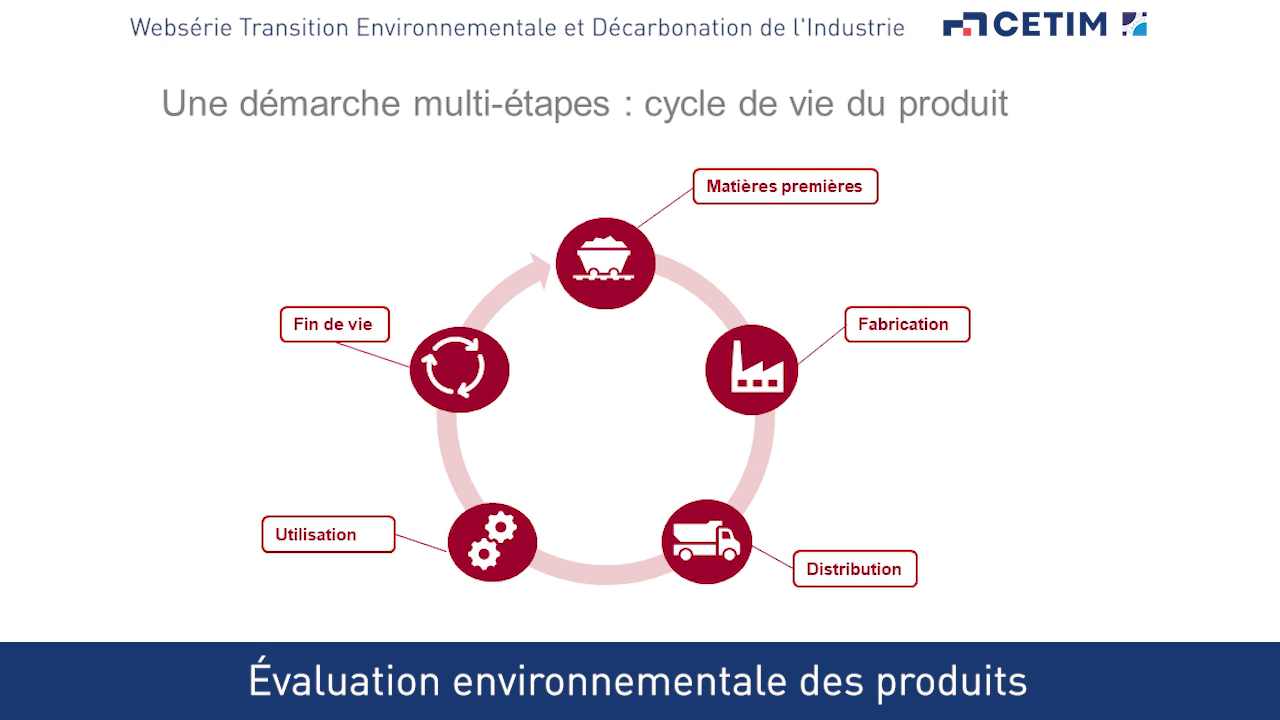 Websérie Transition Environnementale et Décarbonation de l'Industrie
CETIM
Une démarche multi-étapes : cycle de vie du produit
Matières premières
Fin de vie
Fabrication
Utilisation
Distribution
Évaluation environnementale des produits